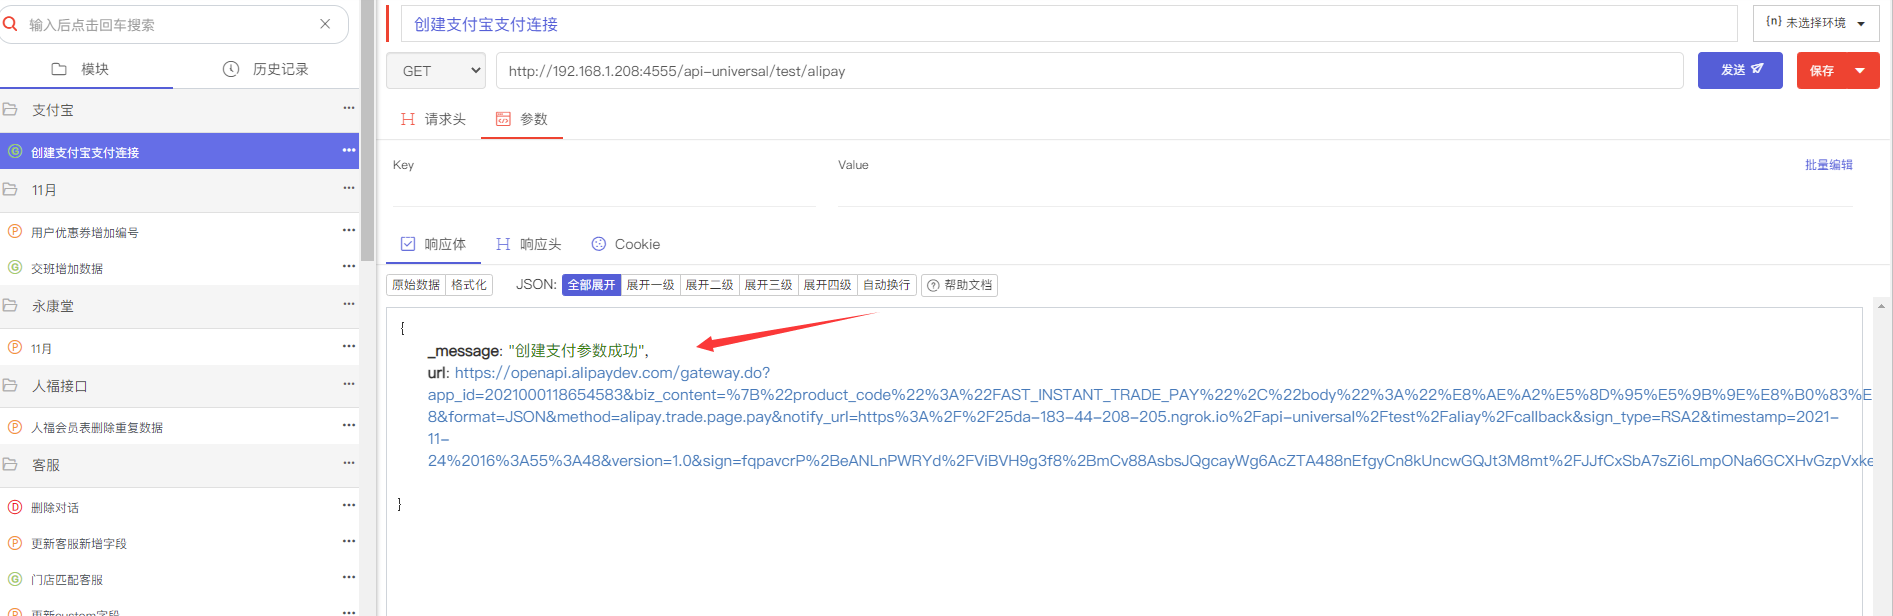 输入后点击回车搜索
模块
历史记录
支付宝
创建支付宝支付连接
11月
用户优惠券增加编号
交班增加数据
永康堂
11月
人福接口
人福会员表删除重复数据
客服
删除对话
更新客服新增字段
门店匹配客服
更新custom字段
创建支付宝支付连接
{n} 未选择环境
GET
http://192.168.1.208:4555/api-universal/test/alipay
发送
保存
请求头
参数
Key
Value
批量编辑
响应体
响应头
Cookie
原始数据 格式化 JSON: 全部展开 展开一级 展开二级 展开三级 展开四级 自动换行 帮助文档
{
_message: "创建支付参数成功",
url: https://openapi.alipaydev.com/gateway.do?
app_id=2021000118654583&biz_content=%7B%22product_code%22%3A%22FAST_INSTANT_TRADE_PAY%22%2C%22body%22%3A%22%E8%AE%A2%E5%8D%95%E5%9B%9E%E8%B0%83%E
8&format=JSON&method=alipay.trade.page.pay&notify_url=https%3A%2F%2F25da-183-44-208-205.ngrok.io%2Fapi-universal%2Ftest%2Faliay%2Fcallback&sign_type=RSA2&timestamp=2021-
11-
24%2016%3A55%3A48&version=1.0&sign=fqpavcrP%2BeANLnPWRYd%2FViBVH9g3f8%2BmCv88AsbsJQgcayWg6AcZTA488nEfgyCn8kUncwGQJt3M8mt%2FJJfCxSbA7sZi6LmpONa6GCXHvGzpVxke
}